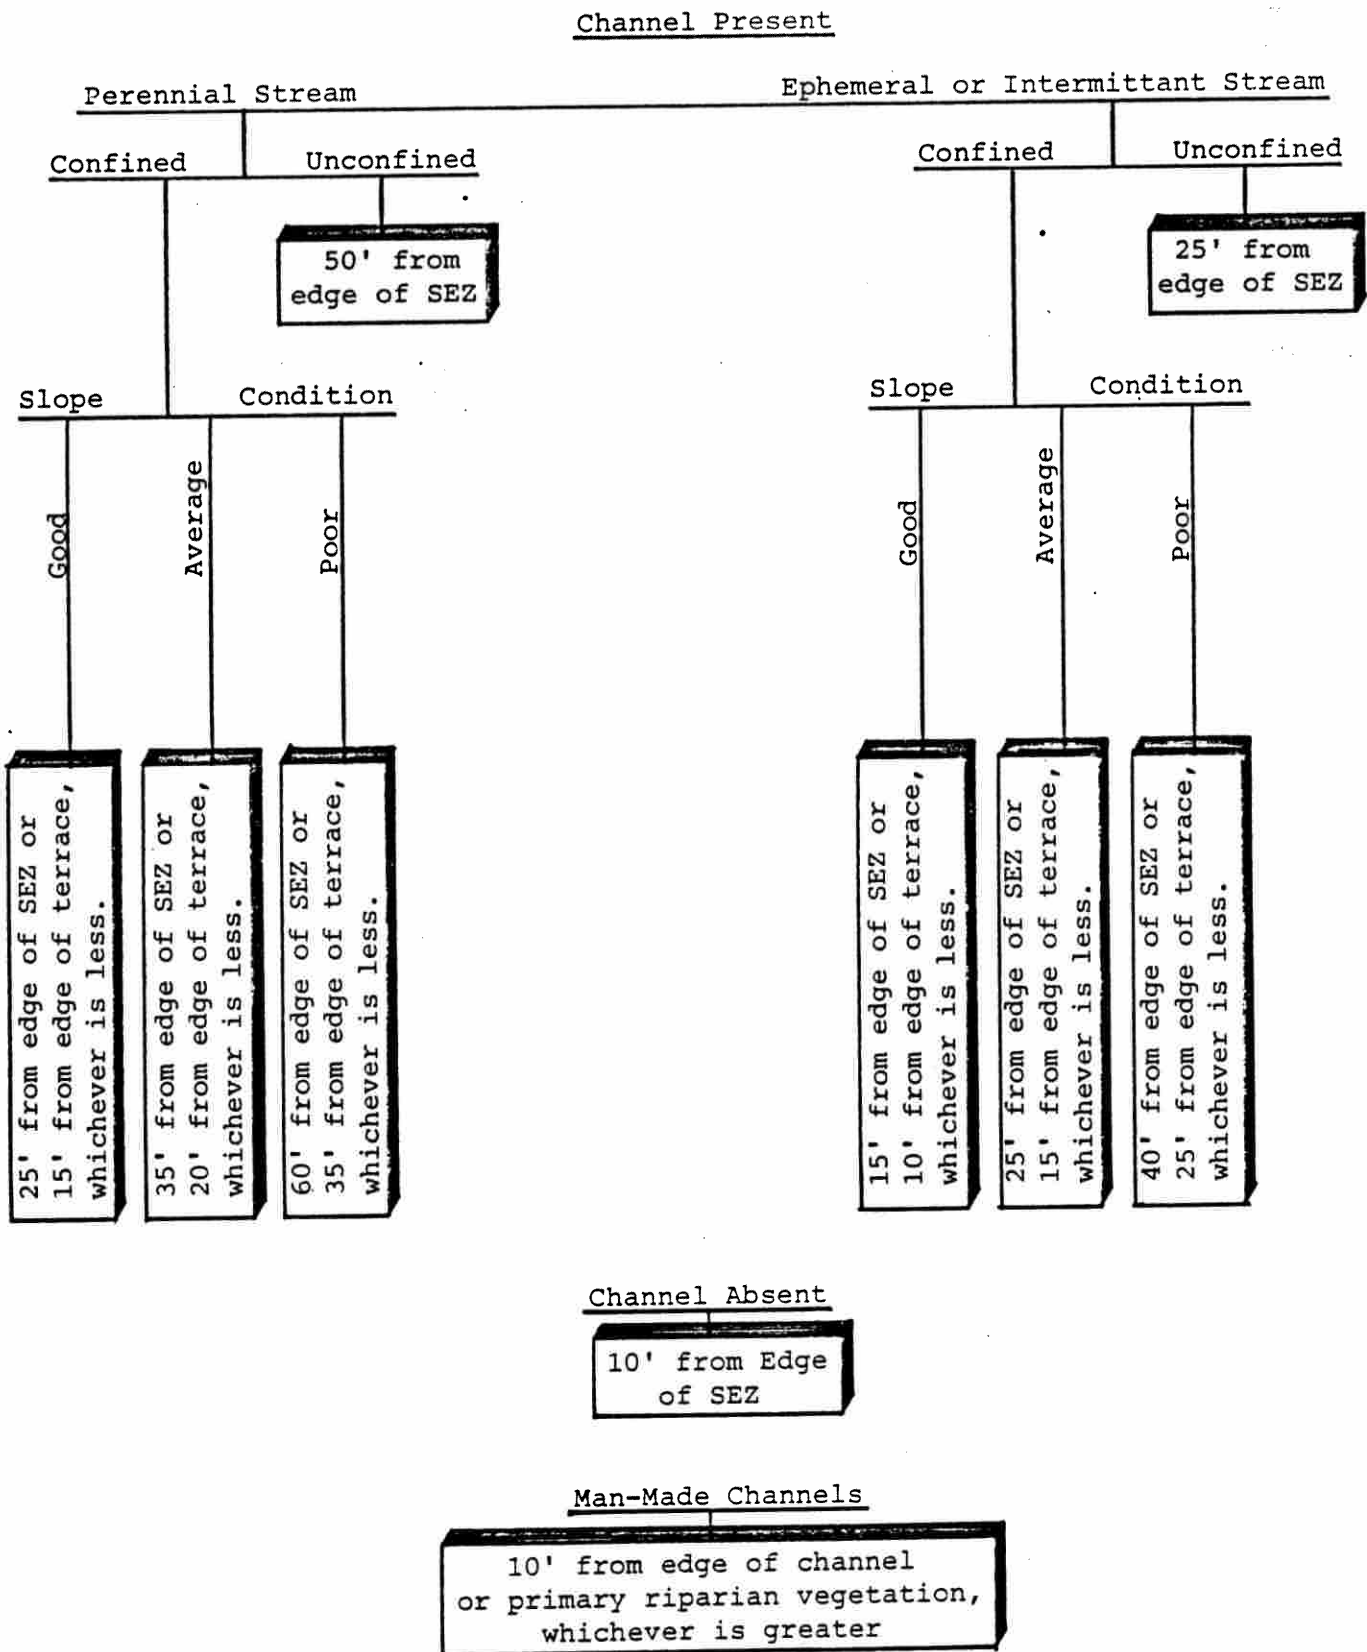 Channel Present
Perennial Stream
Ephemeral or Intermittant Stream
Confined
Unconfined
50' from
edge of SEZ
Confined
Unconfined
25' from
edge of SEZ
Slope
Condition
Good
Average
Poor
25' from edge of SEZ or
15' from edge of terrace,
whichever is less.
35' from edge of SEZ or
20' from edge of terrace,
whichever is less.
60' from edge of SEZ or
35' from edge of terrace,
whichever is less.
Slope
Condition
Good
Average
Poor
15' from edge of SEZ or
10' from edge of terrace,
whichever is less.
25' from edge of SEZ or
15' from edge of terrace,
whichever is less.
40' from edge of SEZ or
25' from edge of terrace,
whichever is less.
Channel Absent
10' from Edge
of SEZ
Man-Made Channels
10' from edge of channel
or primary riparian vegetation,
whichever is greater